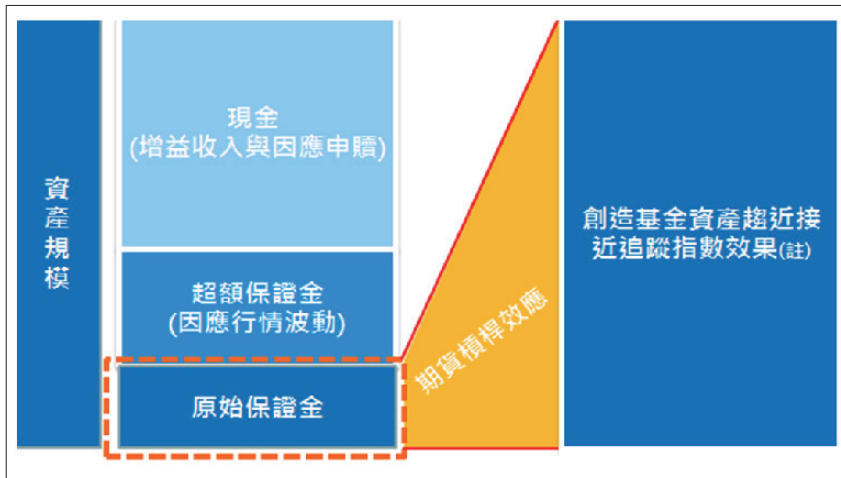 資產規模
現金
(增益收入與因應申贖)
超額保證金
(因應行情波動)
原始保證金
期貨槓桿效應
創造基金資產趨近接
近追蹤指數效果(註)